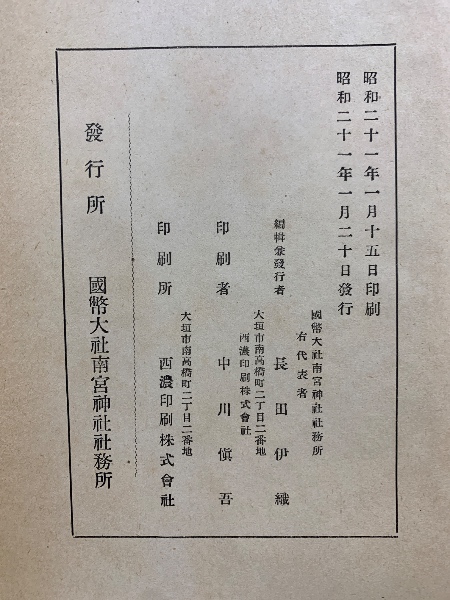 昭和二十一年一月十五日印刷
昭和二十一年一月二十日發行
國幣大社南宮神社社務所
右代表者
編輯兼發行者 長田伊織
大垣市南高橋町二丁目二番地
西濃印刷株式會社
印刷者 中川愼吾
大垣市南高橋町二丁目二番地
印刷所 西濃印刷株式會社
發行所 國幣大社南宮神社社務所